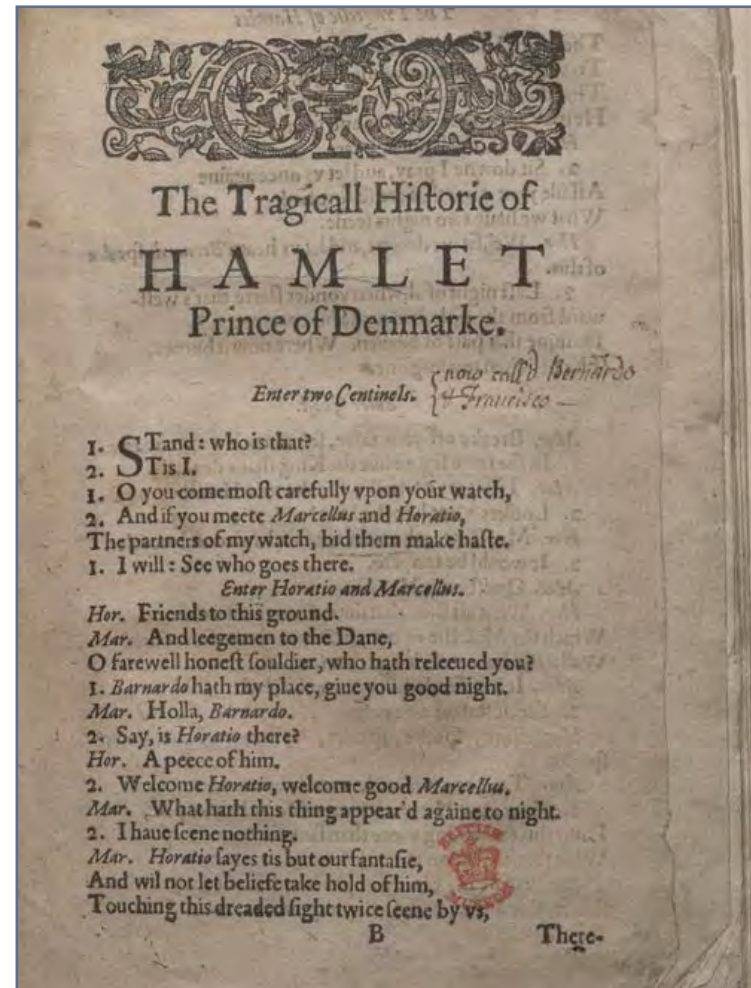 The Tragicall Hiſtorie of
HAMLET
Prince of Denmarke.
Enter two Centinels. {now call'd Bernardo
{& Francisco —
1. STand: who is that?
2. Tis I.
1. O you come moſt carefully vpon your watch,
2. And if you meete Marcellus and Horatio,
The partners of my watch, bid them make haſte.
1. I will: See who goes there.
Enter Horatio and Marcellus.
Hor. Friends to this ground.
Mar. And leegemen to the Dane,
O farewell honeſt ſouldier, who hath releeued you?
1. Barnardo hath my place, giue you good night.
Mar. Holla, Barnardo.
2. Say, is Horatio there?
Hor. A peece of him.
2. Welcome Horatio, welcome good Marcellus.
Mar. What hath this thing appear'd againe to night.
2. I haue ſeene nothing.
Mar. Horatio ſayes tis but our fantaſie,
And wil not let beliefe take hold of him,
Touching this dreaded ſight twice ſeene by vs,
B There-